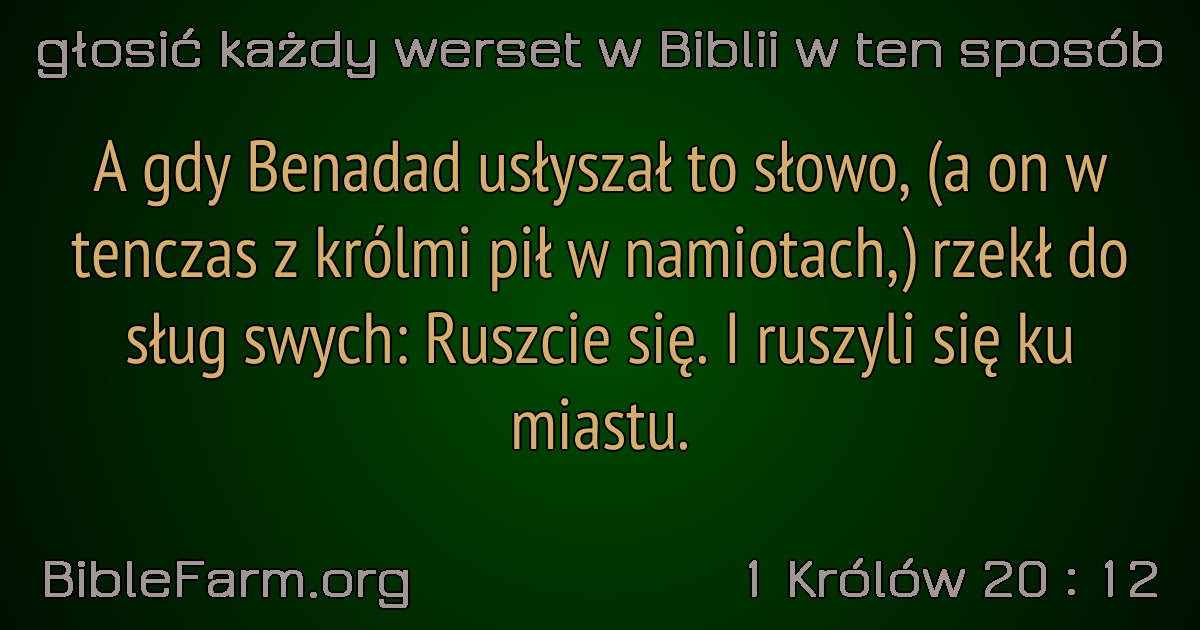 głosić każdy werset w Biblii w ten sposób
A gdy Benadad usłyszał to słowo, (a on w
tenczas z królmi pił w namiotach,) rzekł do
sług swych: Ruszcie się. I ruszyli się ku
miastu.
BibleFarm.org
1 Królów 20 : 12